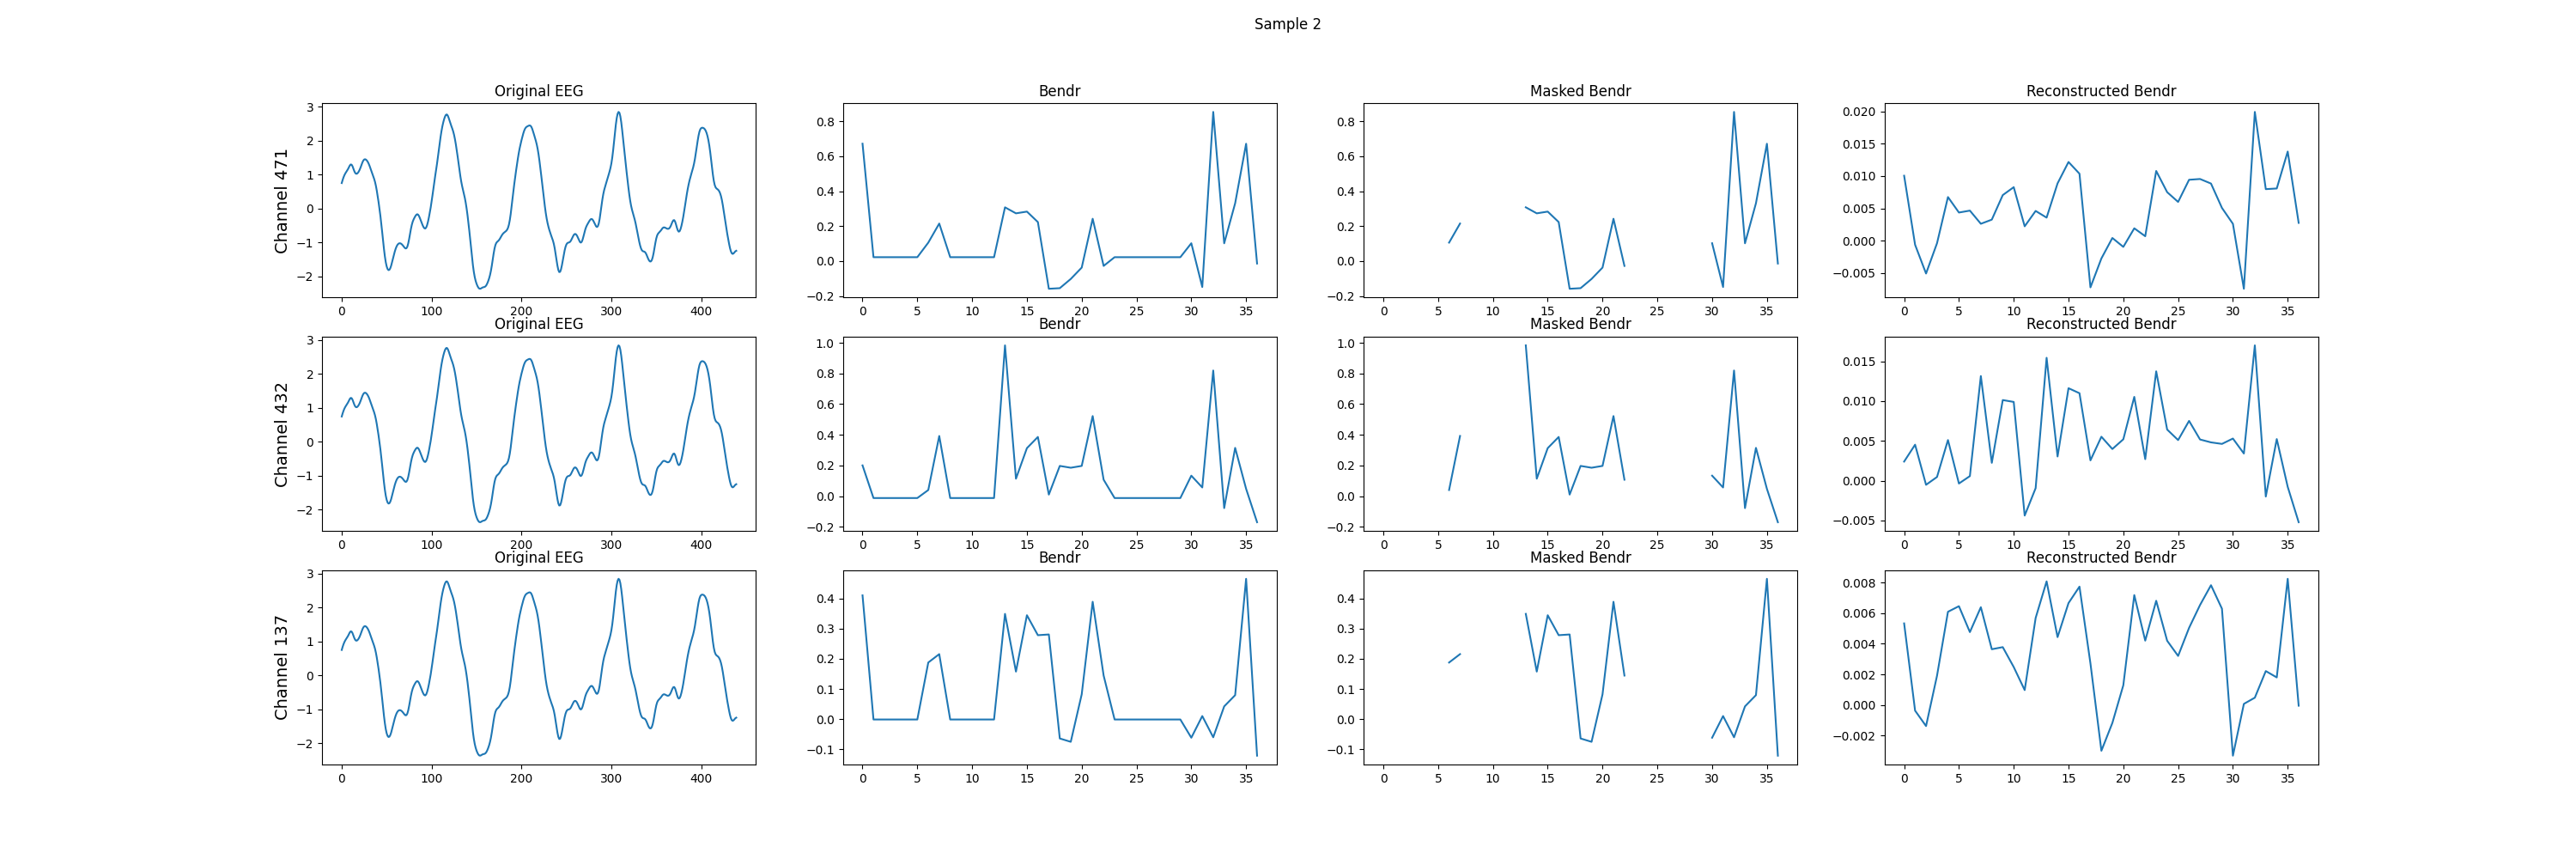 Sample 2
Original EEG Bendr Masked Bendr Reconstructed Bendr
Channel 471
3 2 1 0 −1 −2
0 100 200 300 400
0.8 0.6 0.4 0.2 0.0 −0.2
0 5 10 15 20 25 30 35
0.8 0.6 0.4 0.2 0.0 −0.2
0 5 10 15 20 25 30 35
0.020 0.015 0.010 0.005 0.000 −0.005
0 5 10 15 20 25 30 35
Original EEG Bendr Masked Bendr Reconstructed Bendr
Channel 432
3 2 1 0 −1 −2
0 100 200 300 400
1.0 0.8 0.6 0.4 0.2 0.0 −0.2
0 5 10 15 20 25 30 35
1.0 0.8 0.6 0.4 0.2 0.0 −0.2
0 5 10 15 20 25 30 35
0.015 0.010 0.005 0.000 −0.005
0 5 10 15 20 25 30 35
Original EEG Bendr Masked Bendr Reconstructed Bendr
Channel 137
3 2 1 0 −1 −2
0 100 200 300 400
0.4 0.3 0.2 0.1 0.0 −0.1
0 5 10 15 20 25 30 35
0.4 0.3 0.2 0.1 0.0 −0.1
0 5 10 15 20 25 30 35
0.008 0.006 0.004 0.002 0.000 −0.002
0 5 10 15 20 25 30 35